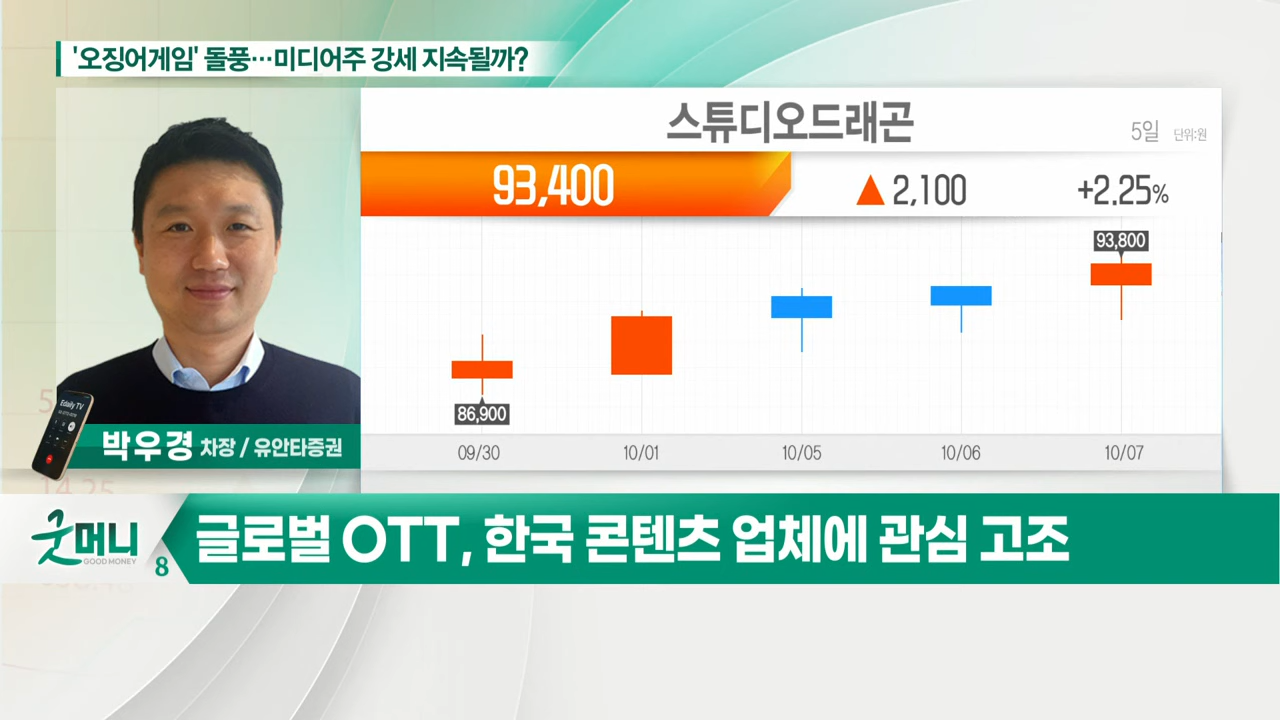 '오징어게임' 돌풍…미디어주 강세 지속될까?
스튜디오드래곤
5일 단위:원
93,400 ▲2,100 +2.25%
93,800
86,900
09/30 10/01 10/05 10/06 10/07
Edaily TV
박우경 차장 / 유안타증권
14.25
굿머니
GOOD MONEY
8
글로벌 OTT, 한국 콘텐츠 업체에 관심 고조